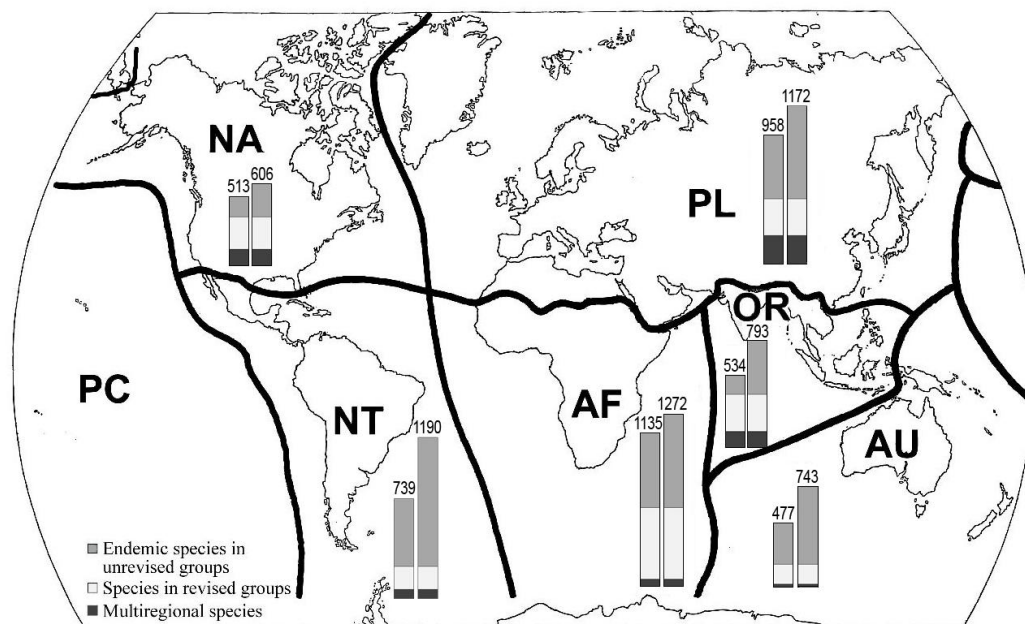 NA
513
606
958
1172
PL
OR
793
534
PC
NT
AF
AU
1190
739
1135
1272
743
477
Endemic species in
unrevised groups
Species in revised groups
Multiregional species